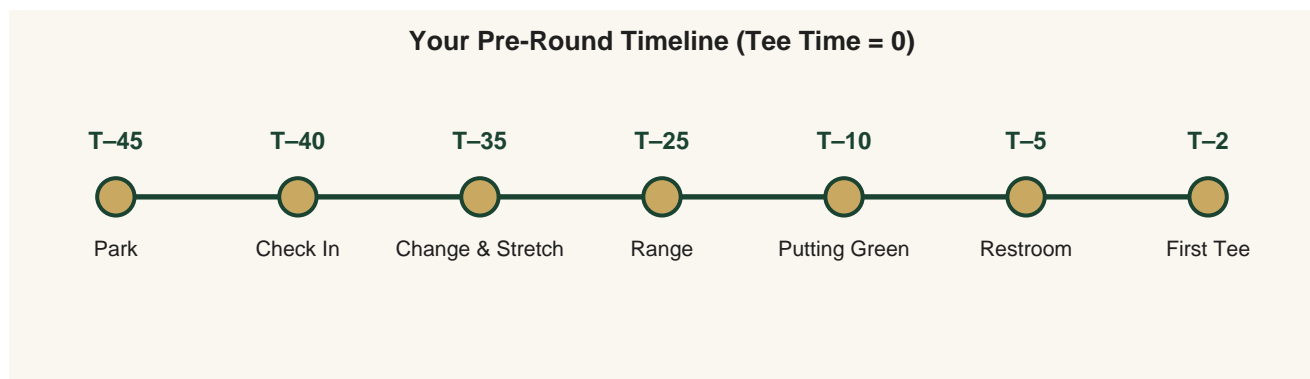 Your Pre-Round Timeline (Tee Time = 0)
T–45 T–40 T–35 T–25 T–10 T–5 T–2
Park Check In Change & Stretch Range Putting Green Restroom First Tee